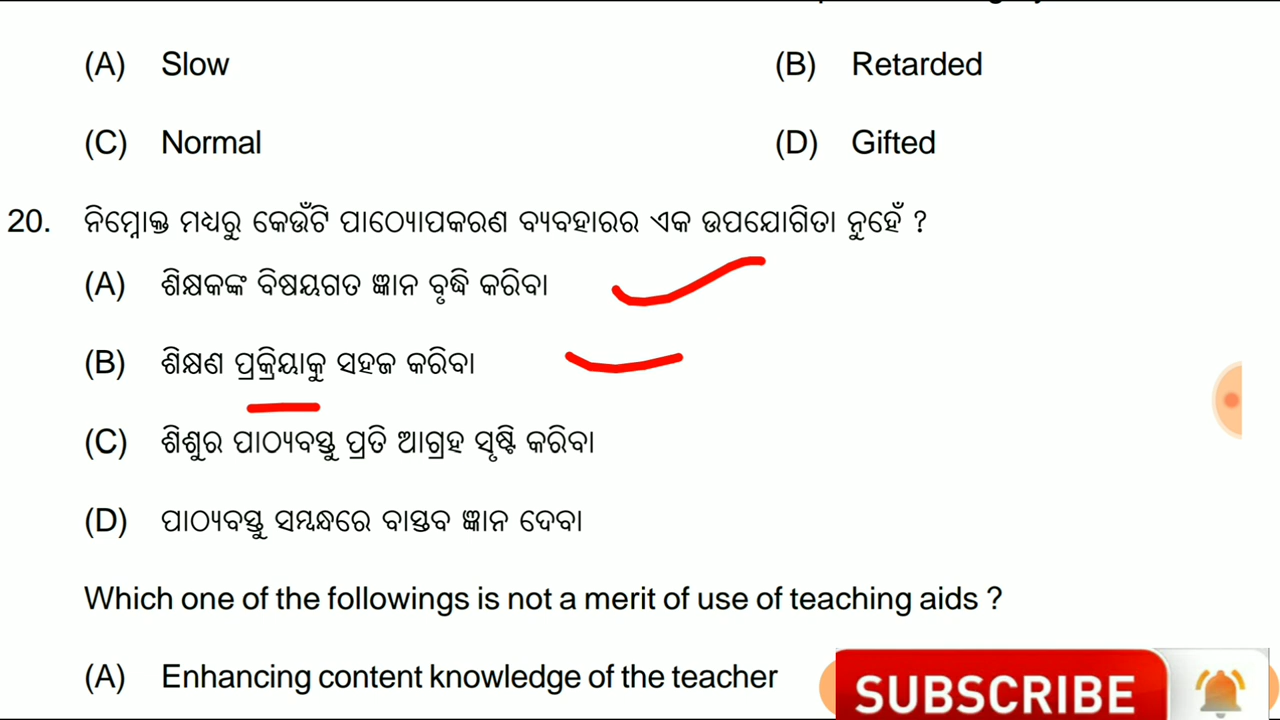 (A) Slow (B) Retarded
(C) Normal (D) Gifted
20. ନିମ୍ନୋକ୍ତ ମଧ୍ୟରୁ କେଉଁଟି ପାଠ୍ୟୋପକରଣ ବ୍ୟବହାରର ଏକ ଉପଯୋଗିତା ନୁହେଁ ?
(A) ଶିକ୍ଷକଙ୍କ ବିଷୟଗତ ଜ୍ଞାନ ବୃଦ୍ଧି କରିବା
(B) ଶିକ୍ଷଣ ପ୍ରକ୍ରିୟାକୁ ସହଜ କରିବା
(C) ଶିଶୁର ପାଠ୍ୟବସ୍ତୁ ପ୍ରତି ଆଗ୍ରହ ସୃଷ୍ଟି କରିବା
(D) ପାଠ୍ୟବସ୍ତୁ ସମ୍ବନ୍ଧରେ ବାସ୍ତବ ଜ୍ଞାନ ଦେବା
Which one of the followings is not a merit of use of teaching aids ?
(A) Enhancing content knowledge of the teacher
SUBSCRIBE